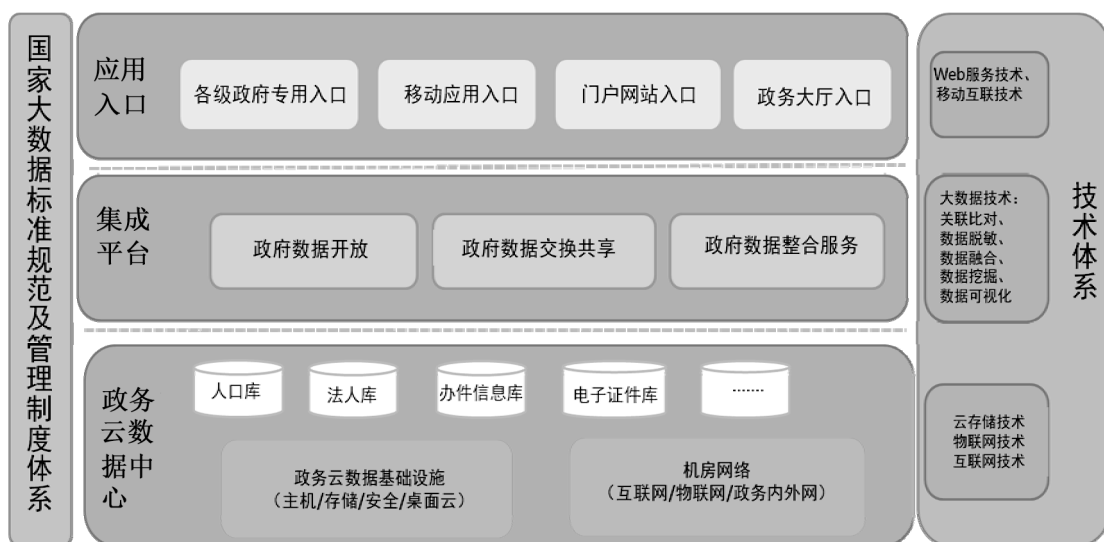 国家大数据标准规范及管理制度体系
应用
入口
各级政府专用入口
移动应用入口
门户网站入口
政务大厅入口
Web服务技术、
移动互联技术
集成
平台
政府数据开放
政府数据交换共享
政府数据整合服务
大数据技术：
关联比对、
数据脱敏、
数据融合、
数据挖掘、
数据可视化
技术体系
政务
云数
据中
心
人口库
法人库
办件信息库
电子证件库
·······
政务云数据基础设施
（主机/存储/安全/桌面云）
机房网络
（互联网/物联网/政务内外网）
云存储技术
物联网技术
互联网技术